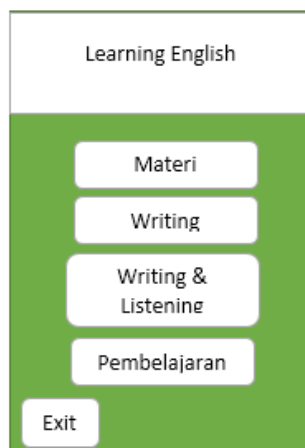 Learning English
Materi
Writing
Writing &
Listening
Pembelajaran
Exit